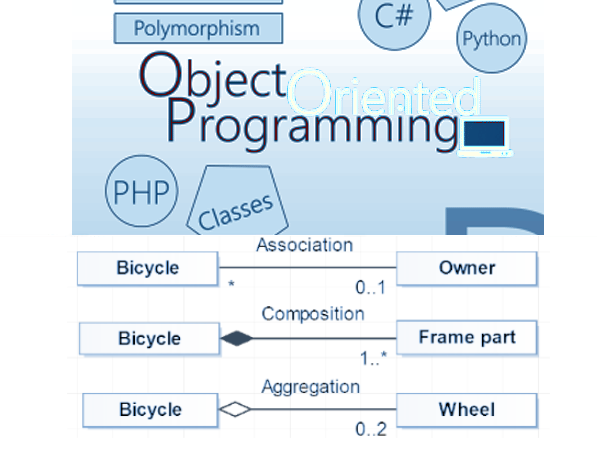 Polymorphism
C#
Python
Object Oriented
Programming
PHP
Classes
Association
Bicycle
Owner
* 0..1
Composition
Bicycle
Frame part
1..*
Aggregation
Bicycle
Wheel
0..2